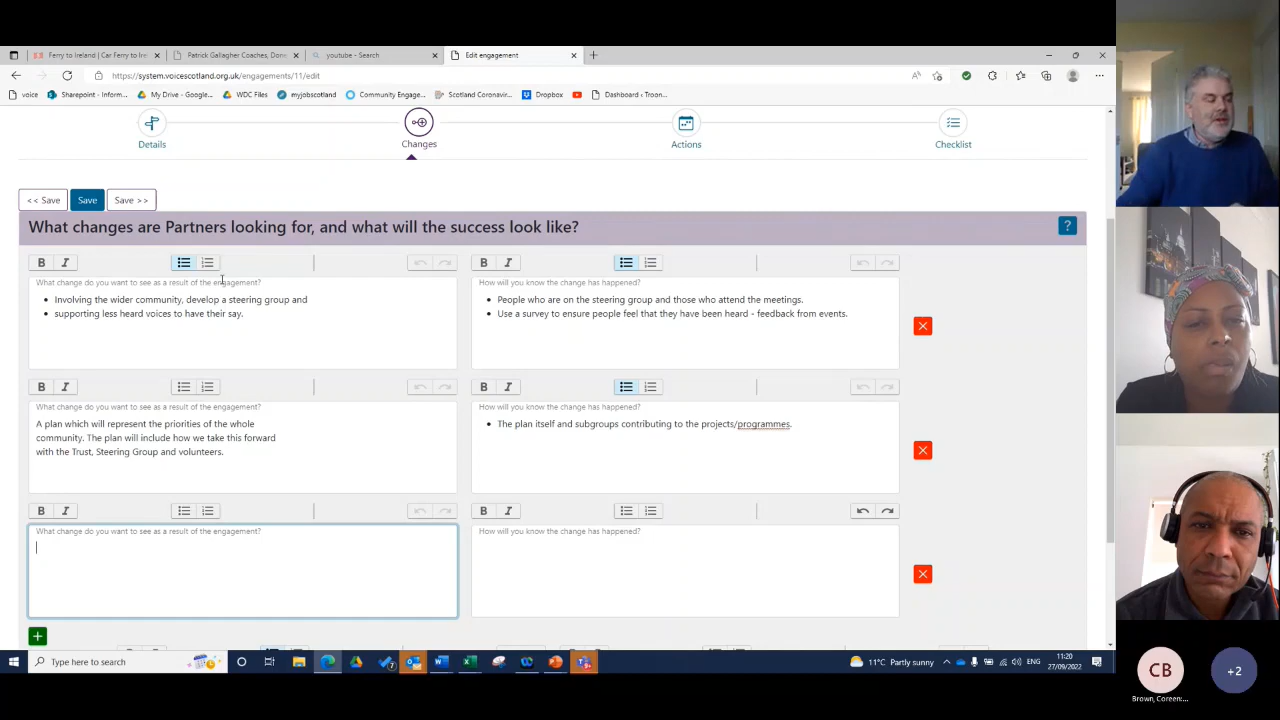 Ferry to Ireland | Car Ferry to Ire
Patrick Gallagher Coaches, Done
youtube - Search
Edit engagement
https://system.voicescotland.org.uk/engagements/11/edit
voice
Sharepoint - Inform...
My Drive - Google...
WDC Files
myjobscotland
Community Engage...
Scotland Coronavir...
Dropbox
Dashboard ‹ Troon...
Details
Changes
Actions
Checklist
<< Save
Save
Save >>
What changes are Partners looking for, and what will the success look like?
?
B I
B I
What change do you want to see as a result of the engagement?
• Involving the wider community, develop a steering group and
• supporting less heard voices to have their say.
How will you know the change has happened?
• People who are on the steering group and those who attend the meetings.
• Use a survey to ensure people feel that they have been heard - feedback from events.
B I
B I
What change do you want to see as a result of the engagement?
A plan which will represent the priorities of the whole
community. The plan will include how we take this forward
with the Trust, Steering Group and volunteers.
How will you know the change has happened?
• The plan itself and subgroups contributing to the projects/programmes.
B I
B I
What change do you want to see as a result of the engagement?
How will you know the change has happened?
Type here to search
11°C Partly sunny
ENG
11:20
27/09/2022
CB
Brown, Coreen:...
+2